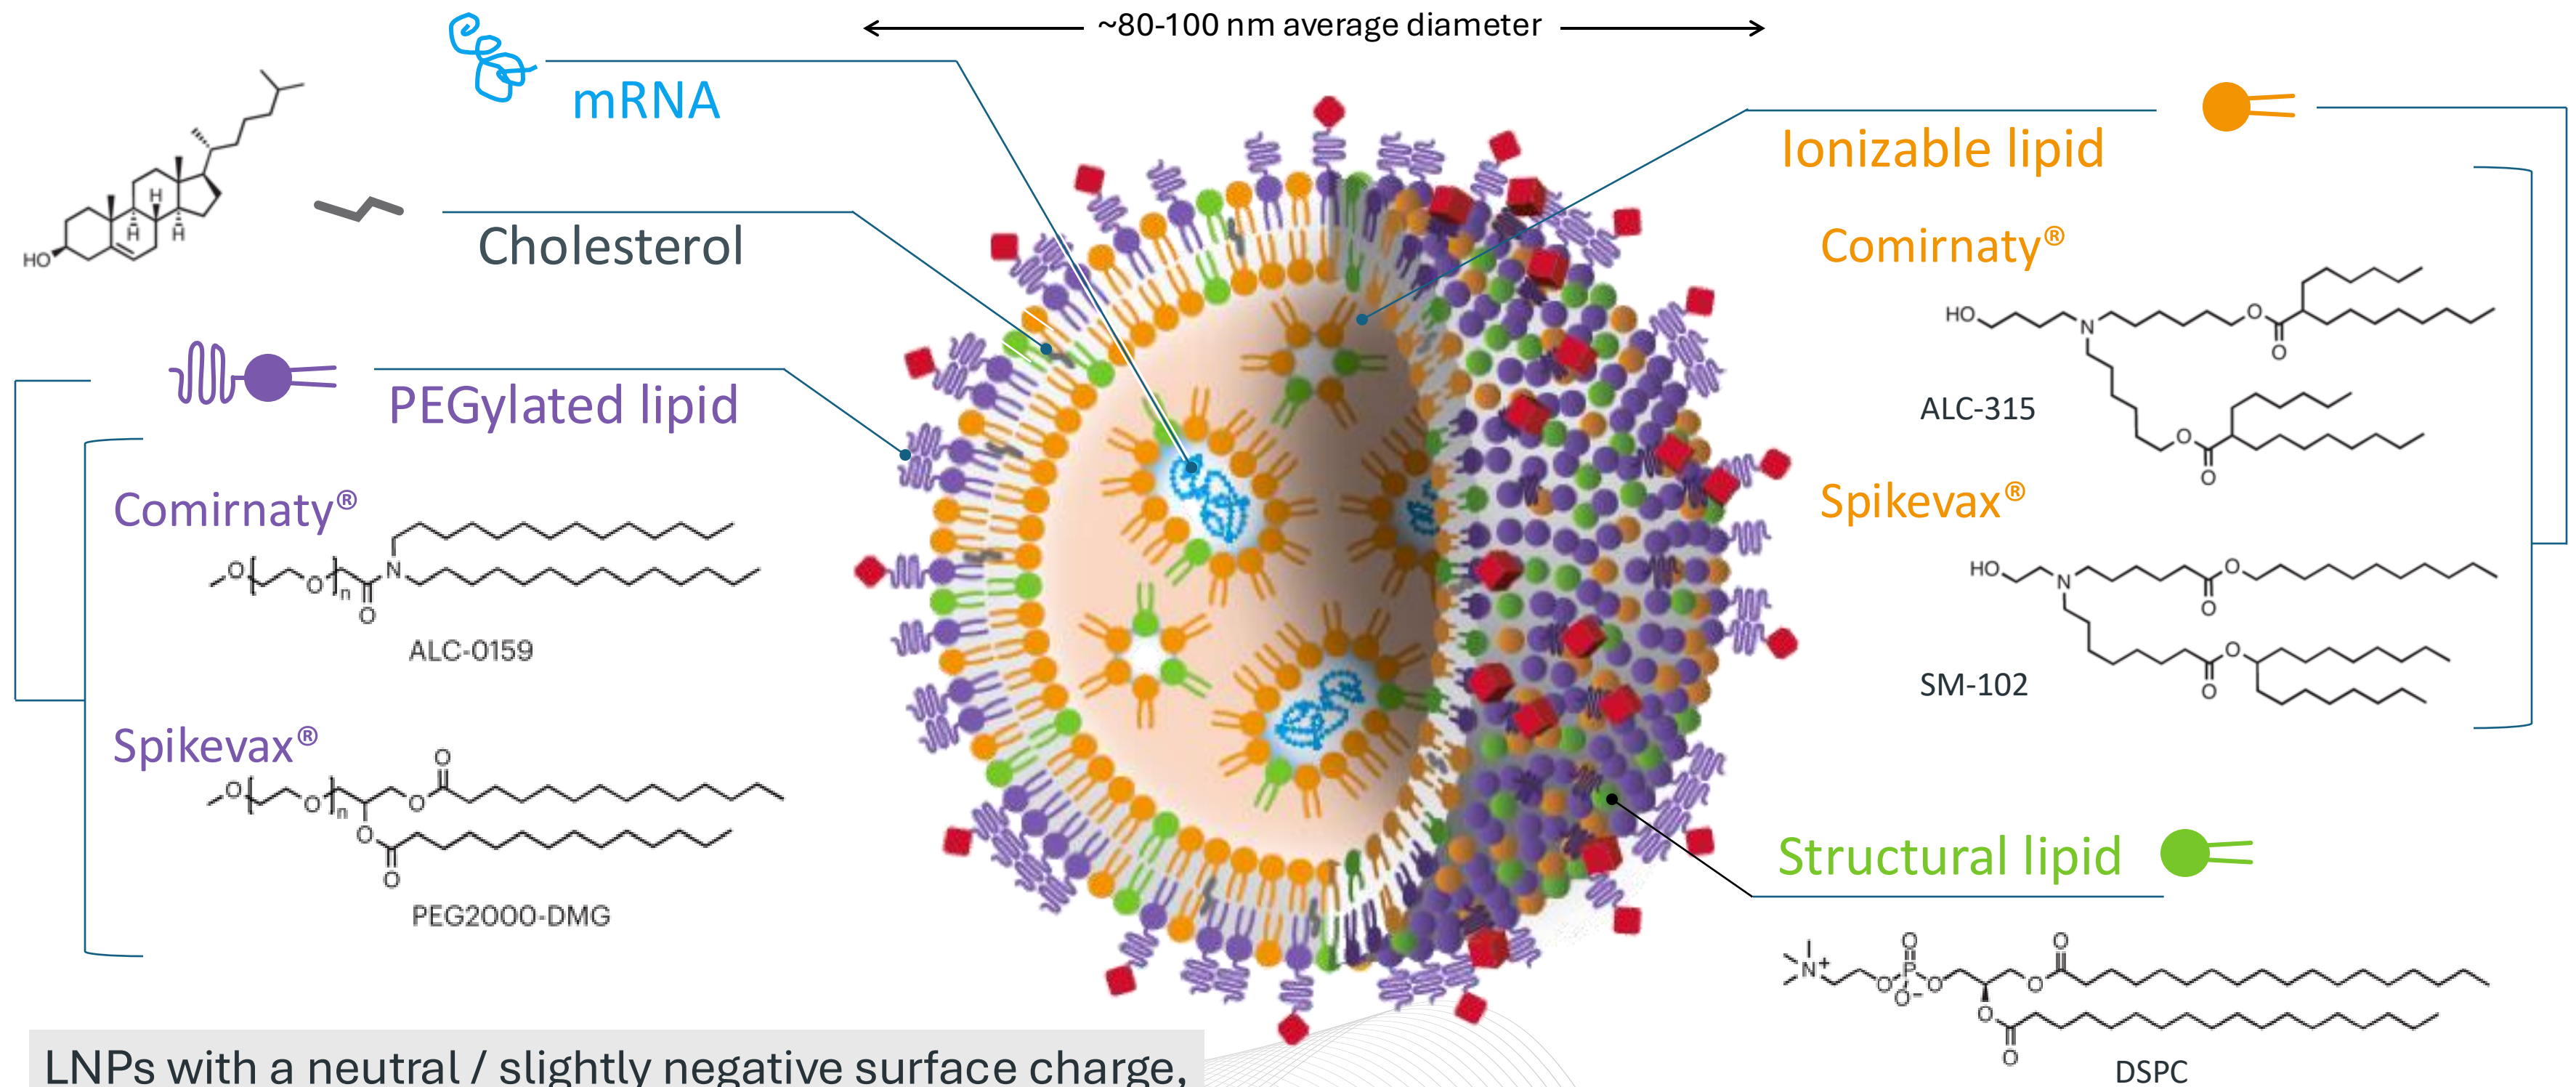 ~80-100 nm average diameter
mRNA
Cholesterol
HO
H
H
H
PEGylated lipid
Comirnaty®
O
O
n
O
N
ALC-0159
Spikevax®
O
O
n
O
O
O
O
PEG2000-DMG
Ionizable lipid
Comirnaty®
HO
N
O
O
O
O
ALC-315
Spikevax®
HO
N
O
O
O
O
SM-102
Structural lipid
N+
O
P
O
O
O-
O
O
O
O
DSPC
LNPs with a neutral / slightly negative surface charge,